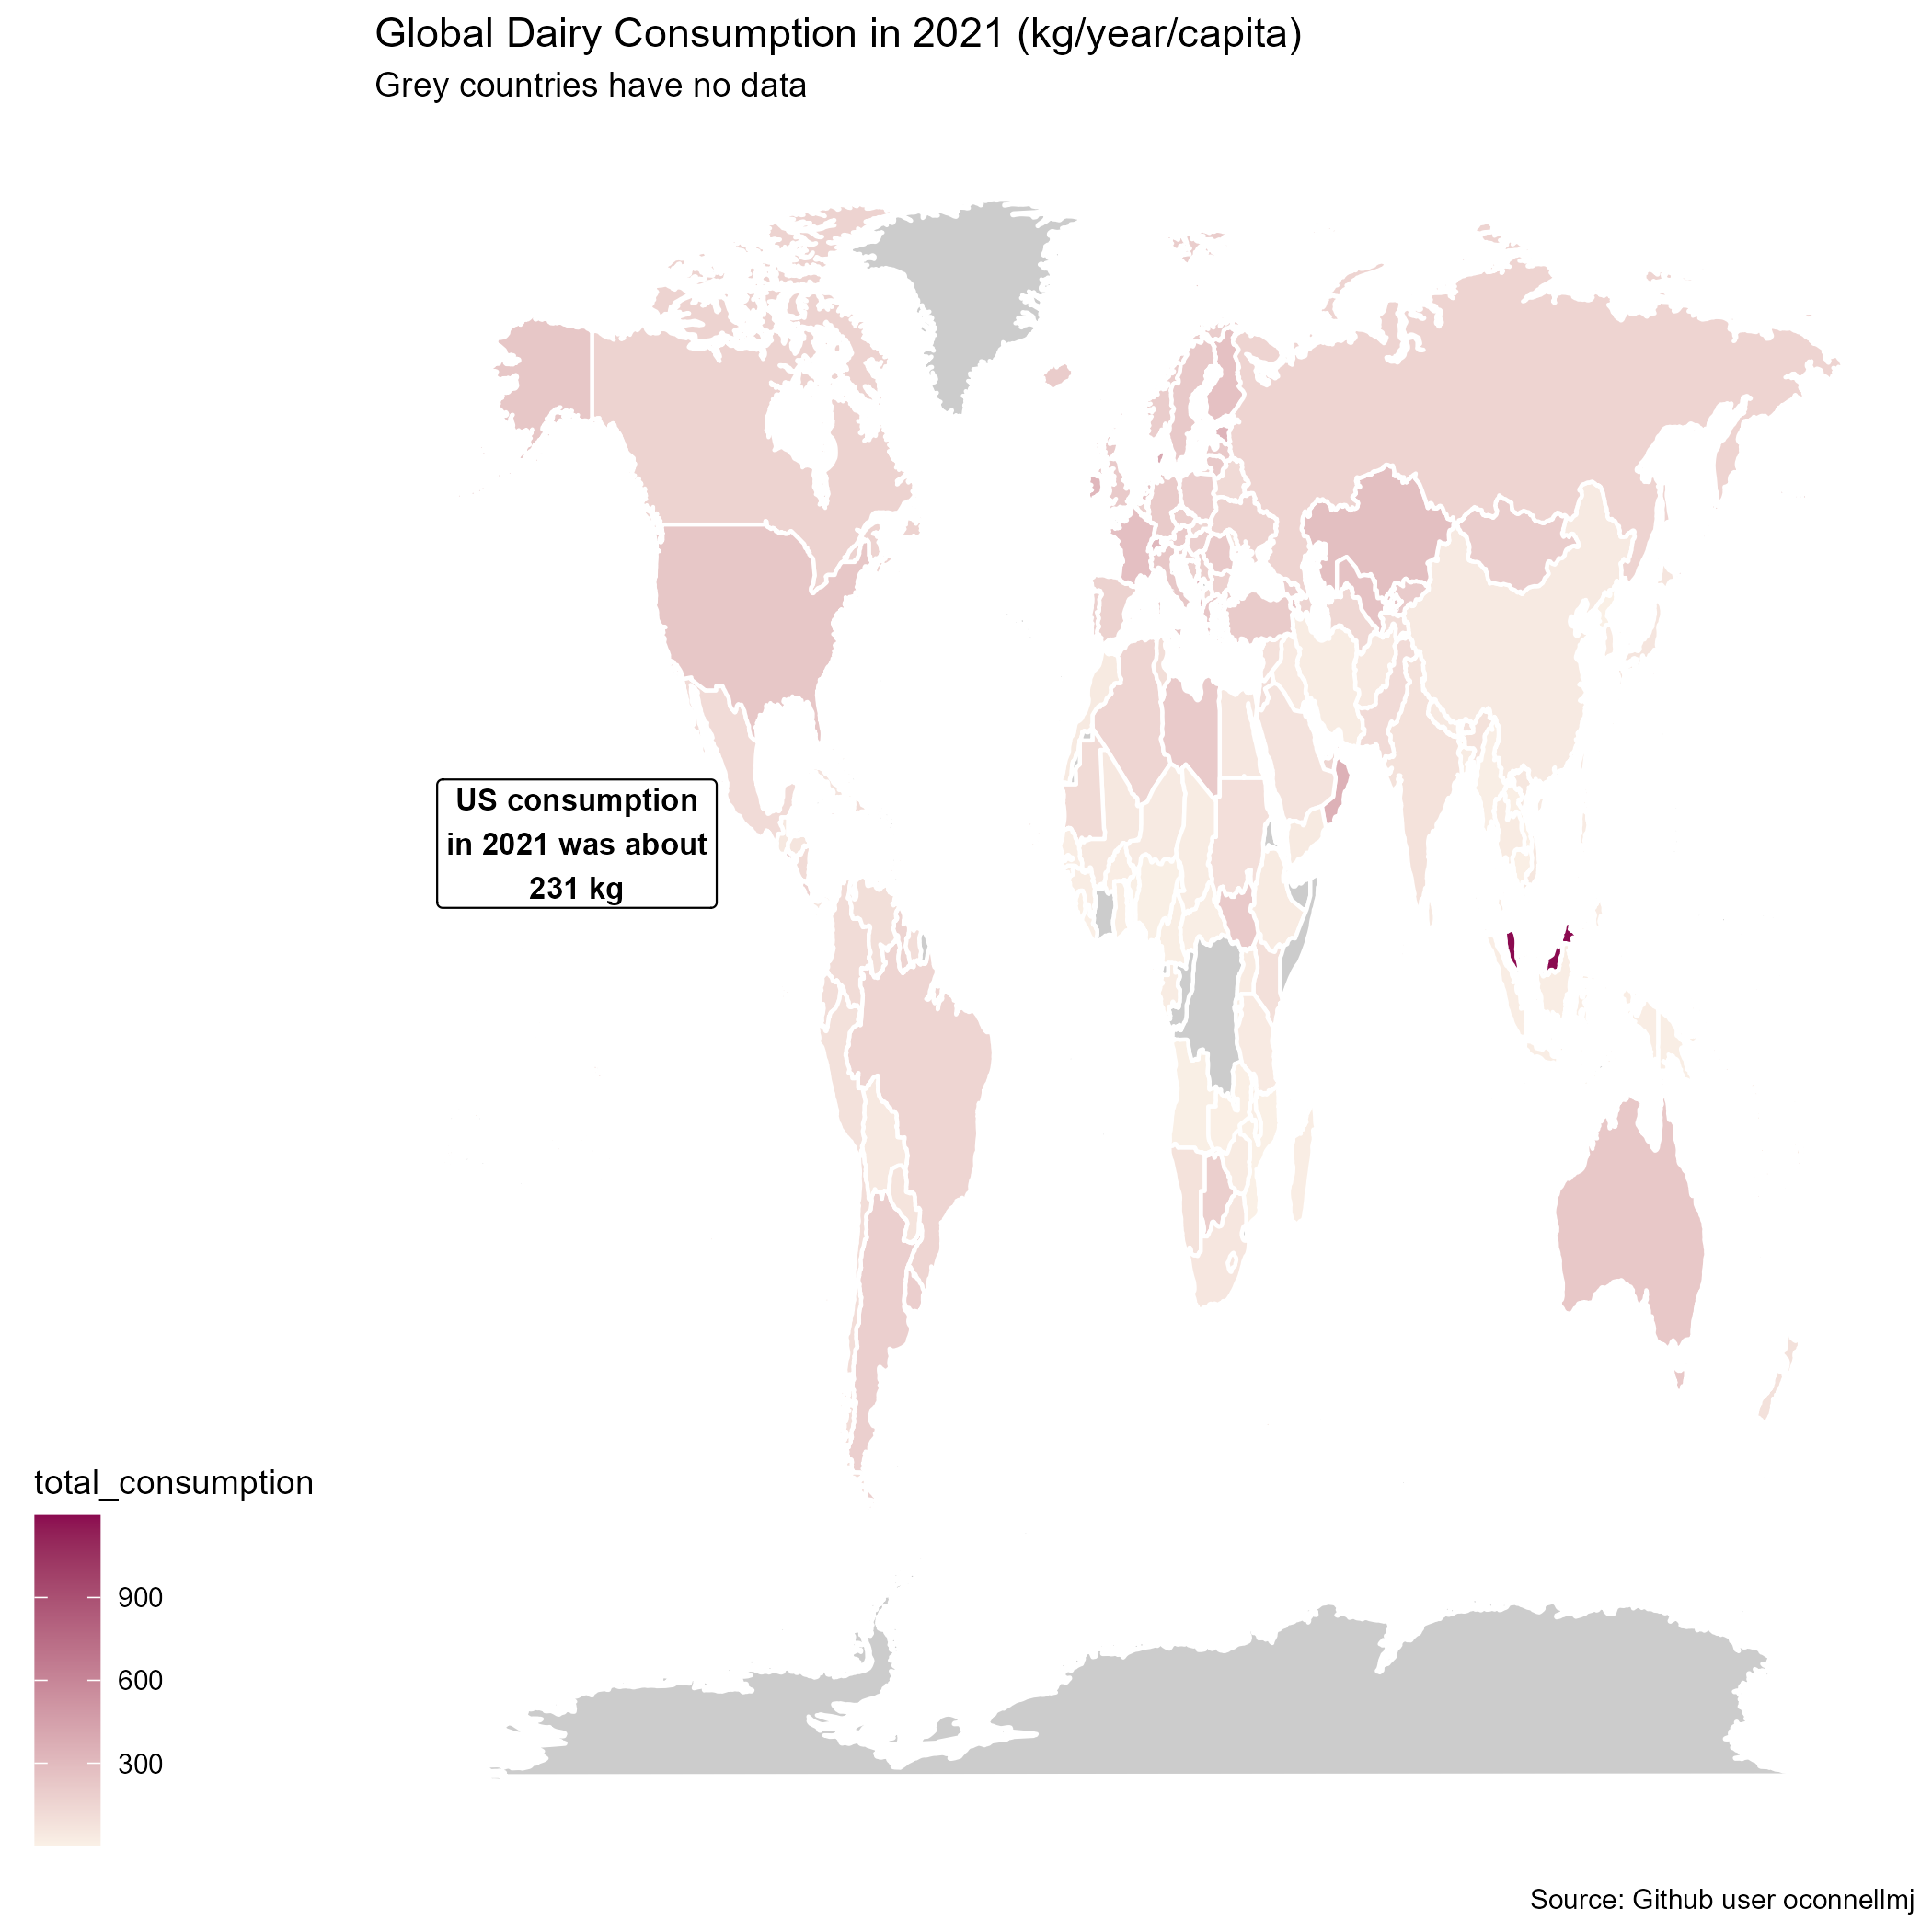 Global Dairy Consumption in 2021 (kg/year/capita)
Grey countries have no data
US consumption
in 2021 was about
231 kg
total_consumption
900
600
300
Source: Github user oconnellmj